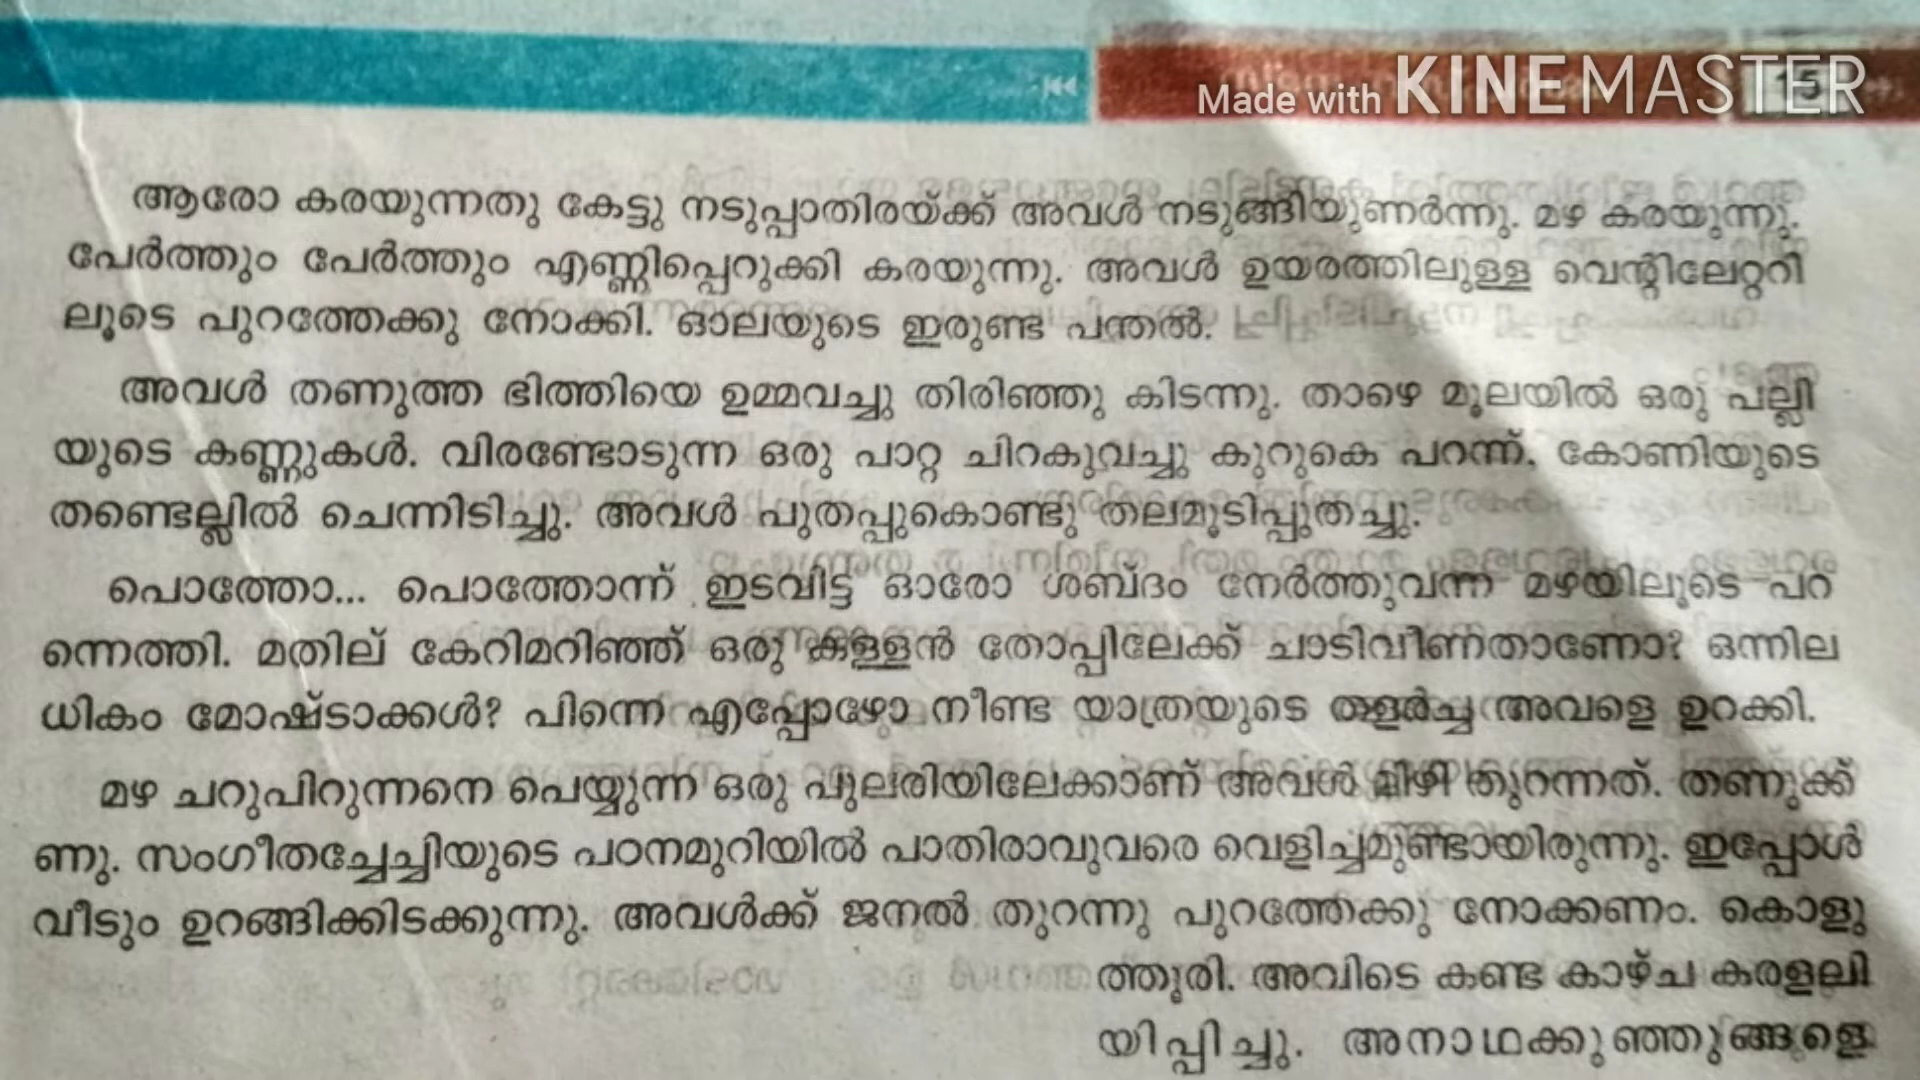 Made with KINEMASTER
15
ആരോ കരയുന്നതു കേട്ടു നടുപ്പാതിരയ്ക്ക് അവൾ നടുങ്ങിയുണർന്നു. മഴ കരയുന്നു.
പേർത്തും പേർത്തും എണ്ണിപ്പെറുക്കി കരയുന്നു. അവൾ ഉയരത്തിലുള്ള വെന്റിലേറ്ററി
ലൂടെ പുറത്തേക്കു നോക്കി. ഓലയുടെ ഇരുണ്ട പന്തൽ.
അവൾ തണുത്ത ഭിത്തിയെ ഉമ്മവച്ചു തിരിഞ്ഞു കിടന്നു. താഴെ മൂലയിൽ ഒരു പല്ലി
യുടെ കണ്ണുകൾ. വിരണ്ടോടുന്ന ഒരു പാറ്റ ചിറകുവച്ചു കുറുകെ പറന്ന്. കോണിയുടെ
തണ്ടെല്ലിൽ ചെന്നിടിച്ചു. അവൾ പുതപ്പുകൊണ്ടു തലമൂടിപ്പുതച്ചു.
പൊത്തോ... പൊത്തോന്ന് ഇടവിട്ട ഓരോ ശബ്ദം നേർത്തുവന്ന മഴയിലൂടെ പറ
ന്നെത്തി. മതില് കേറിമറിഞ്ഞ് ഒരു കള്ളൻ തോപ്പിലേക്ക് ചാടിവീണതാണോ? ഒന്നില
ധികം മോഷ്ടാക്കൾ? പിന്നെ എപ്പോഴോ നീണ്ട യാത്രയുടെ തളർച്ച അവളെ ഉറക്കി.
മഴ ചറുപിറുന്നനെ പെയ്യുന്ന ഒരു പുലരിയിലേക്കാണ് അവൾ മിഴി തുറന്നത്. തണുക്ക്
ണു. സംഗീതച്ചേച്ചിയുടെ പഠനമുറിയിൽ പാതിരാവുവരെ വെളിച്ചമുണ്ടായിരുന്നു. ഇപ്പോൾ
വീടും ഉറങ്ങിക്കിടക്കുന്നു. അവൾക്ക് ജനൽ തുറന്നു പുറത്തേക്കു നോക്കണം. കൊളു
ത്തൂരി. അവിടെ കണ്ട കാഴ്ച കരളലി
യിപ്പിച്ചു. അനാഥക്കുഞ്ഞുങ്ങളെ